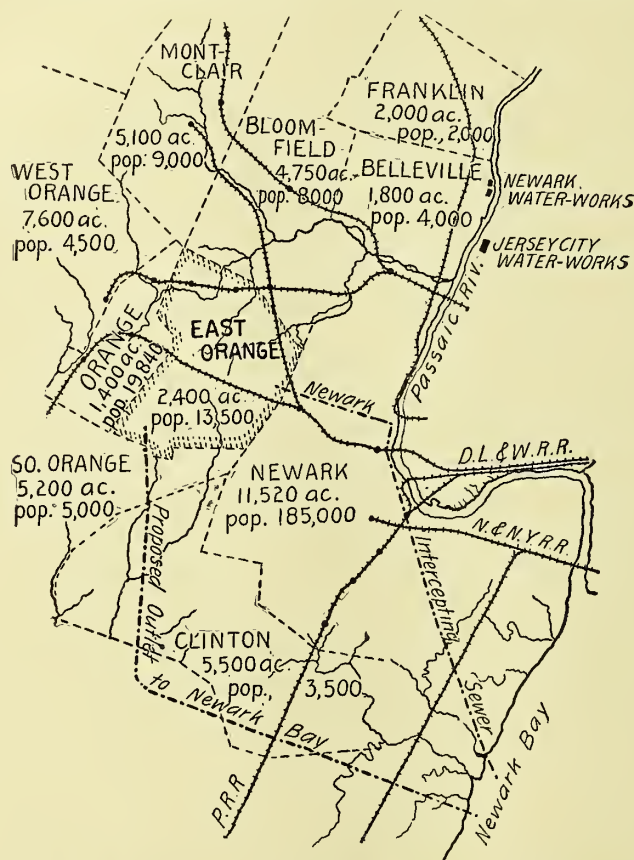 MONT-
CLAIR
5,100 ac.
pop. 9,000
FRANKLIN
2,000 ac.
pop. 2,000
BLOOM-
FIELD
4,750 ac.
pop. 8000
BELLEVILLE
1,800 ac.
pop. 4,000
NEWARK
WATER-WORKS
JERSEY CITY
WATER-WORKS
WEST
ORANGE
7,600 ac.
pop. 4,500
Passaic Riv.
ORANGE
1,400 ac.
pop. 19840
EAST
ORANGE
2,400 ac.
pop. 13,500
Newark
D.L. & W.R.R.
SO. ORANGE
5,200 ac.
pop. 5,000
NEWARK
11,520 ac.
pop. 185,000
N. & N.Y.R.R.
Intercepting
Sewer
Proposed Outlet
to Newark
Bay
CLINTON
5,500 ac.
pop. 3,500
P.R.R
Newark Bay